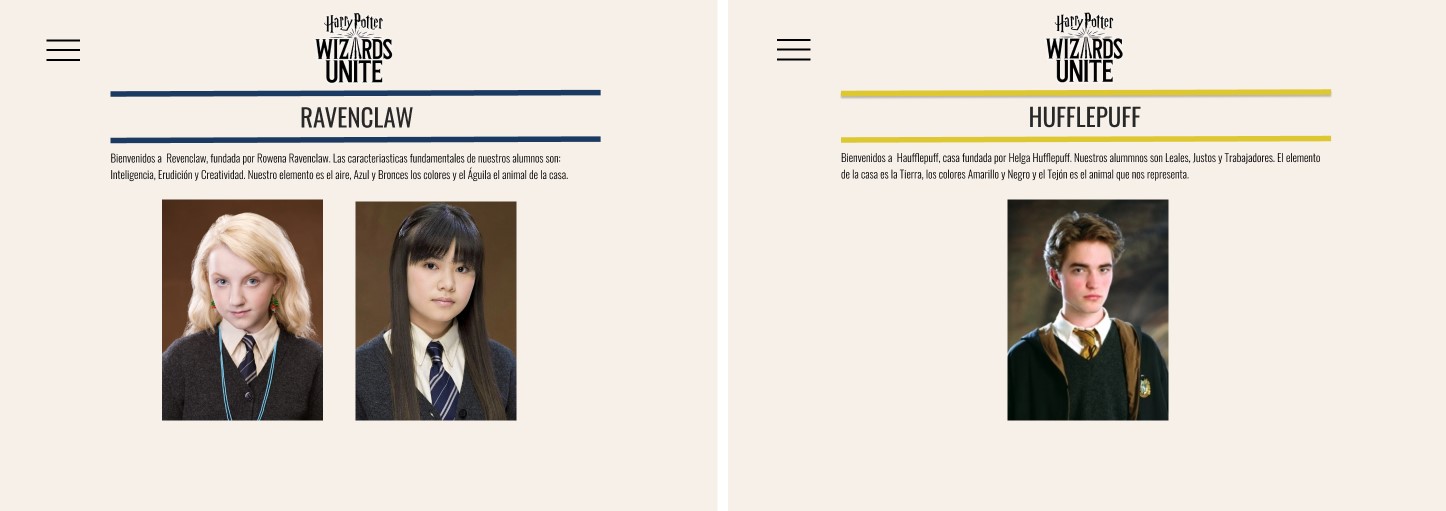 Harry Potter
WIZARDS
UNITE
RAVENCLAW
Bienvenidos a Revenclaw, fundada por Rowena Ravenclaw. Las caracteriasticas fundamentales de nuestros alumnos son:
Inteligencia, Erudición y Creatividad. Nuestro elemento es el aire, Azul y Bronces los colores y el Águila el animal de la casa.
Harry Potter
WIZARDS
UNITE
HUFFLEPUFF
Bienvenidos a Haufflepuff, casa fundada por Helga Hufflepuff. Nuestros alummnos son Leales, Justos y Trabajadores. El elemento
de la casa es la Tierra, los colores Amarillo y Negro y el Tejón es el animal que nos representa.